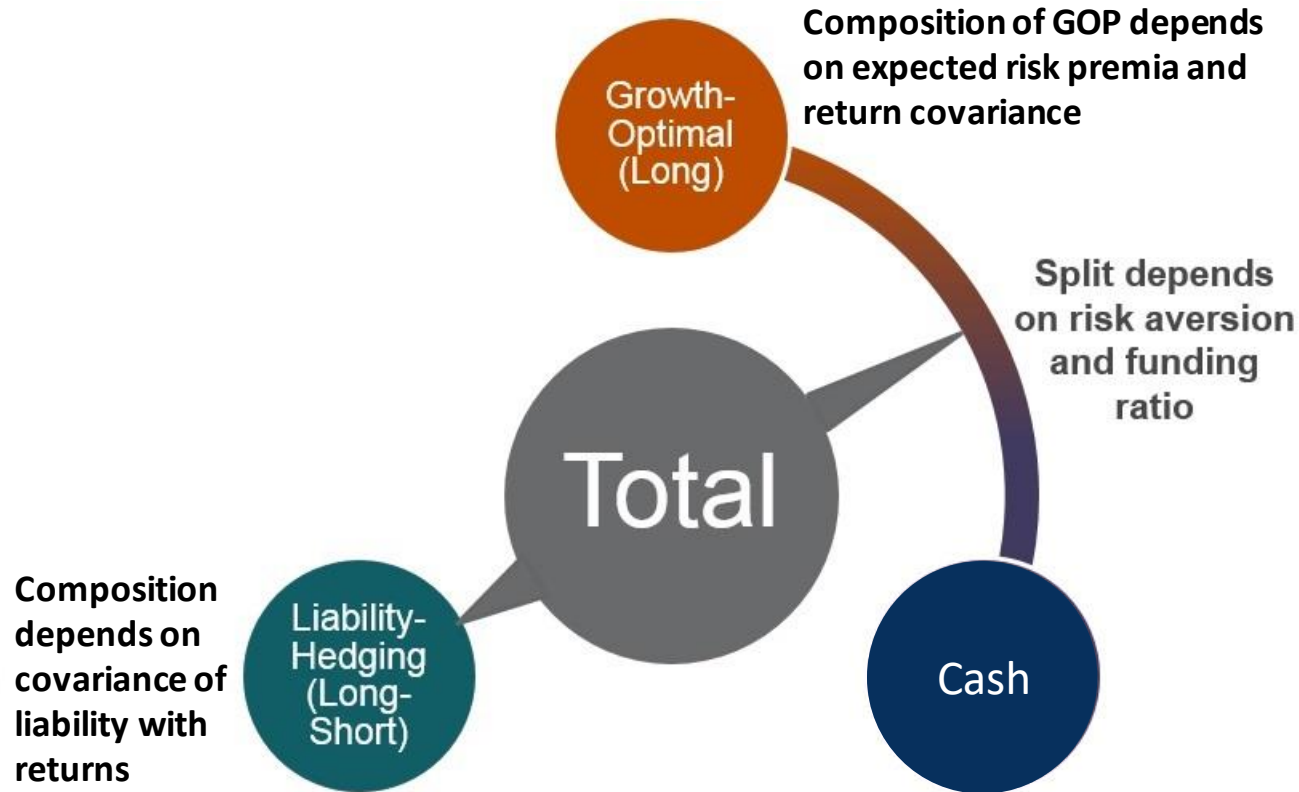 Composition of GOP depends
on expected risk premia and
return covariance
Growth-
Optimal
(Long)
Split depends
on risk aversion
and funding
ratio
Total
Composition
depends on
covariance of
liability with
returns
Liability-
Hedging
(Long-
Short)
Cash